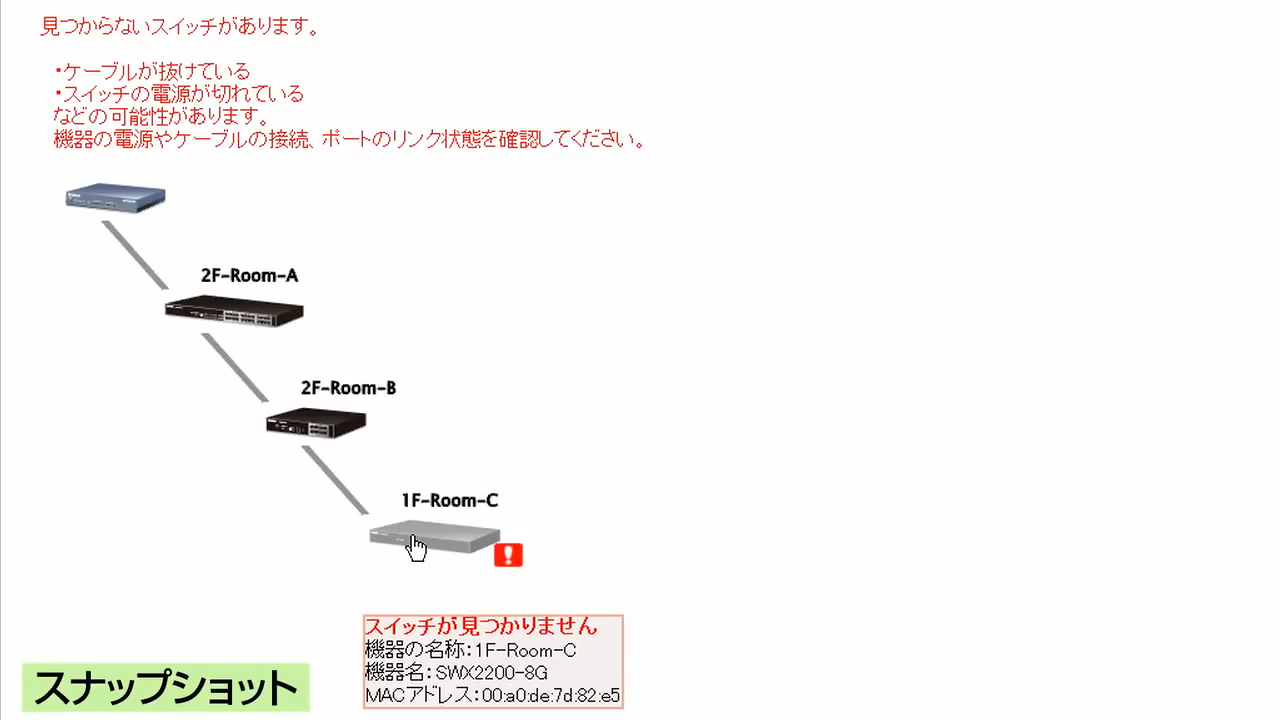 見つからないスイッチがあります。
・ケーブルが抜けている
・スイッチの電源が切れている
などの可能性があります。
機器の電源やケーブルの接続、ポートのリンク状態を確認してください。
2F-Room-A
2F-Room-B
1F-Room-C
スイッチが見つかりません
機器の名称:1F-Room-C
機器名:SWX2200-8G
MACアドレス:00:a0:de:7d:82:e5
スナップショット